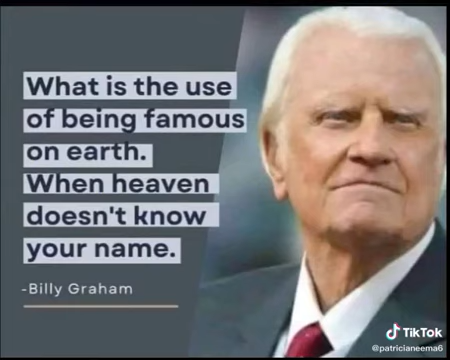 What is the use
of being famous
on earth.
When heaven
doesn't know
your name.
-Billy Graham
TikTok
@patricianeema6